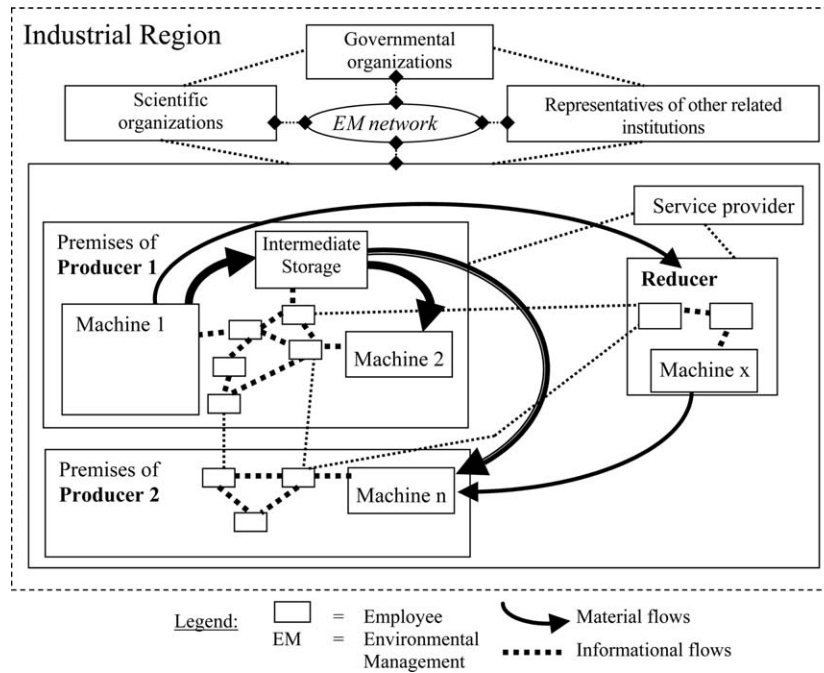 Industrial Region
Governmental
organizations
Scientific
organizations
EM network
Representatives of other related
institutions
Service provider
Premises of
Producer 1
Intermediate
Storage
Reducer
Machine 1
Machine 2
Machine x
Premises of
Producer 2
Machine n
Legend:
= Employee
Material flows
EM = Environmental
Management
Informational flows